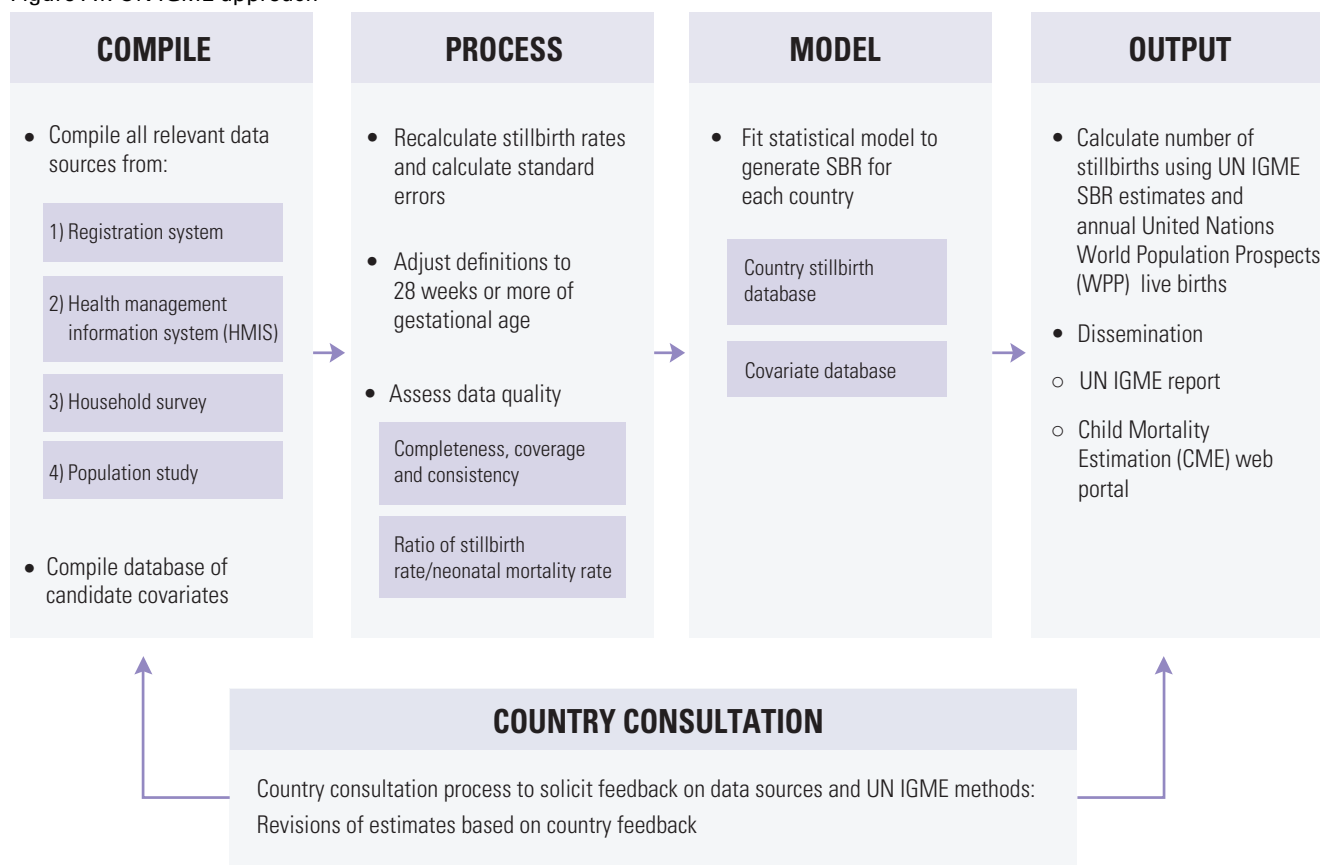 COMPILE
• Compile all relevant data
sources from:
1) Registration system
2) Health management
information system (HMIS)
3) Household survey
4) Population study
• Compile database of
candidate covariates
PROCESS
• Recalculate stillbirth rates
and calculate standard
errors
• Adjust definitions to
28 weeks or more of
gestational age
• Assess data quality
Completeness, coverage
and consistency
Ratio of stillbirth
rate/neonatal mortality rate
MODEL
• Fit statistical model to
generate SBR for
each country
Country stillbirth
database
Covariate database
OUTPUT
• Calculate number of
stillbirths using UN IGME
SBR estimates and
annual United Nations
World Population Prospects
(WPP) live births
• Dissemination
○ UN IGME report
○ Child Mortality
Estimation (CME) web
portal
COUNTRY CONSULTATION
Country consultation process to solicit feedback on data sources and UN IGME methods:
Revisions of estimates based on country feedback